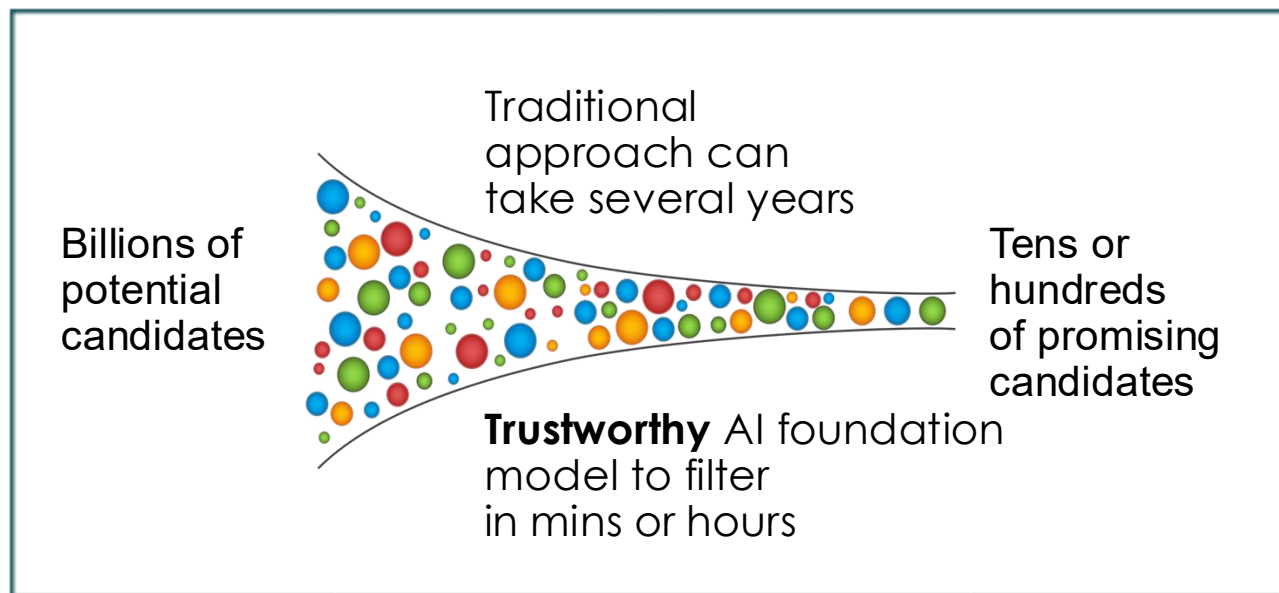 Traditional
approach can
take several years
Billions of
potential
candidates
Tens or
hundreds
of promising
candidates
Trustworthy AI foundation
model to filter
in mins or hours